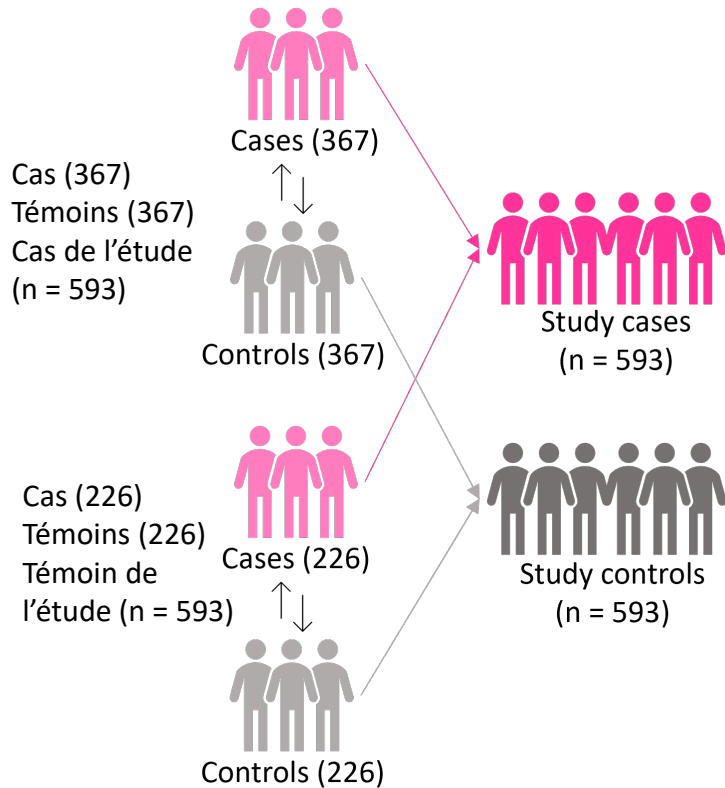 Cases (367)
Cas (367)
Témoins (367)
Cas de l’étude
(n = 593)
Controls (367)
Study cases
(n = 593)
Cas (226)
Témoins (226)
Témoin de
l’étude (n = 593)
Cases (226)
Study controls
(n = 593)
Controls (226)